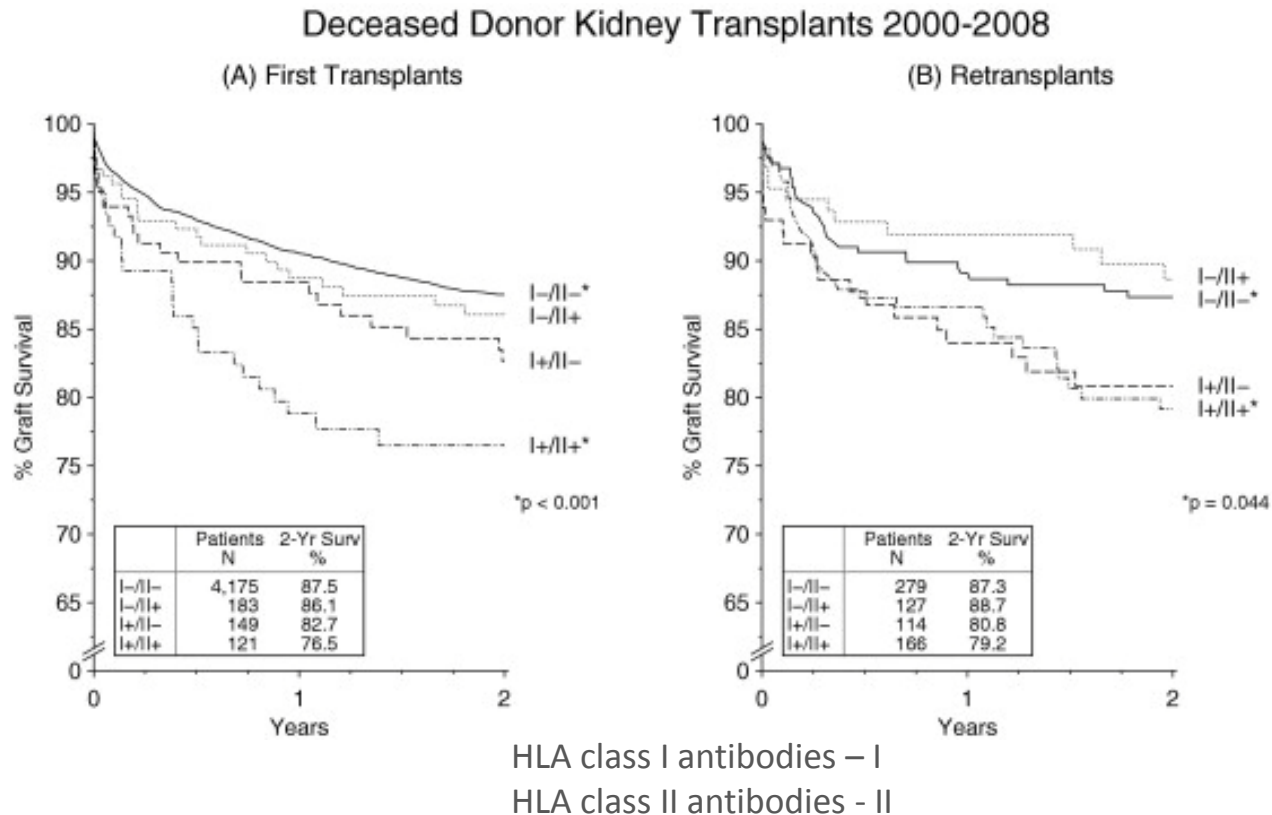 Deceased Donor Kidney Transplants 2000-2008
(A) First Transplants
100
95
90
85
80
75
70
65
0
% Graft Survival
I−/II−*
I−/II+
I+/II−
I+/II+*
*p < 0.001
Patients 2-Yr Surv
N %
I−/II− 4,175 87.5
I−/II+ 183 86.1
I+/II− 149 82.7
I+/II+ 121 76.5
0 1 2
Years
(B) Retransplants
100
95
90
85
80
75
70
65
0
% Graft Survival
I−/II+
I−/II−*
I+/II−
I+/II+*
*p = 0.044
Patients 2-Yr Surv
N %
I−/II− 279 87.3
I−/II+ 127 88.7
I+/II− 114 80.8
I+/II+ 166 79.2
0 1 2
Years
HLA class I antibodies – I
HLA class II antibodies - II